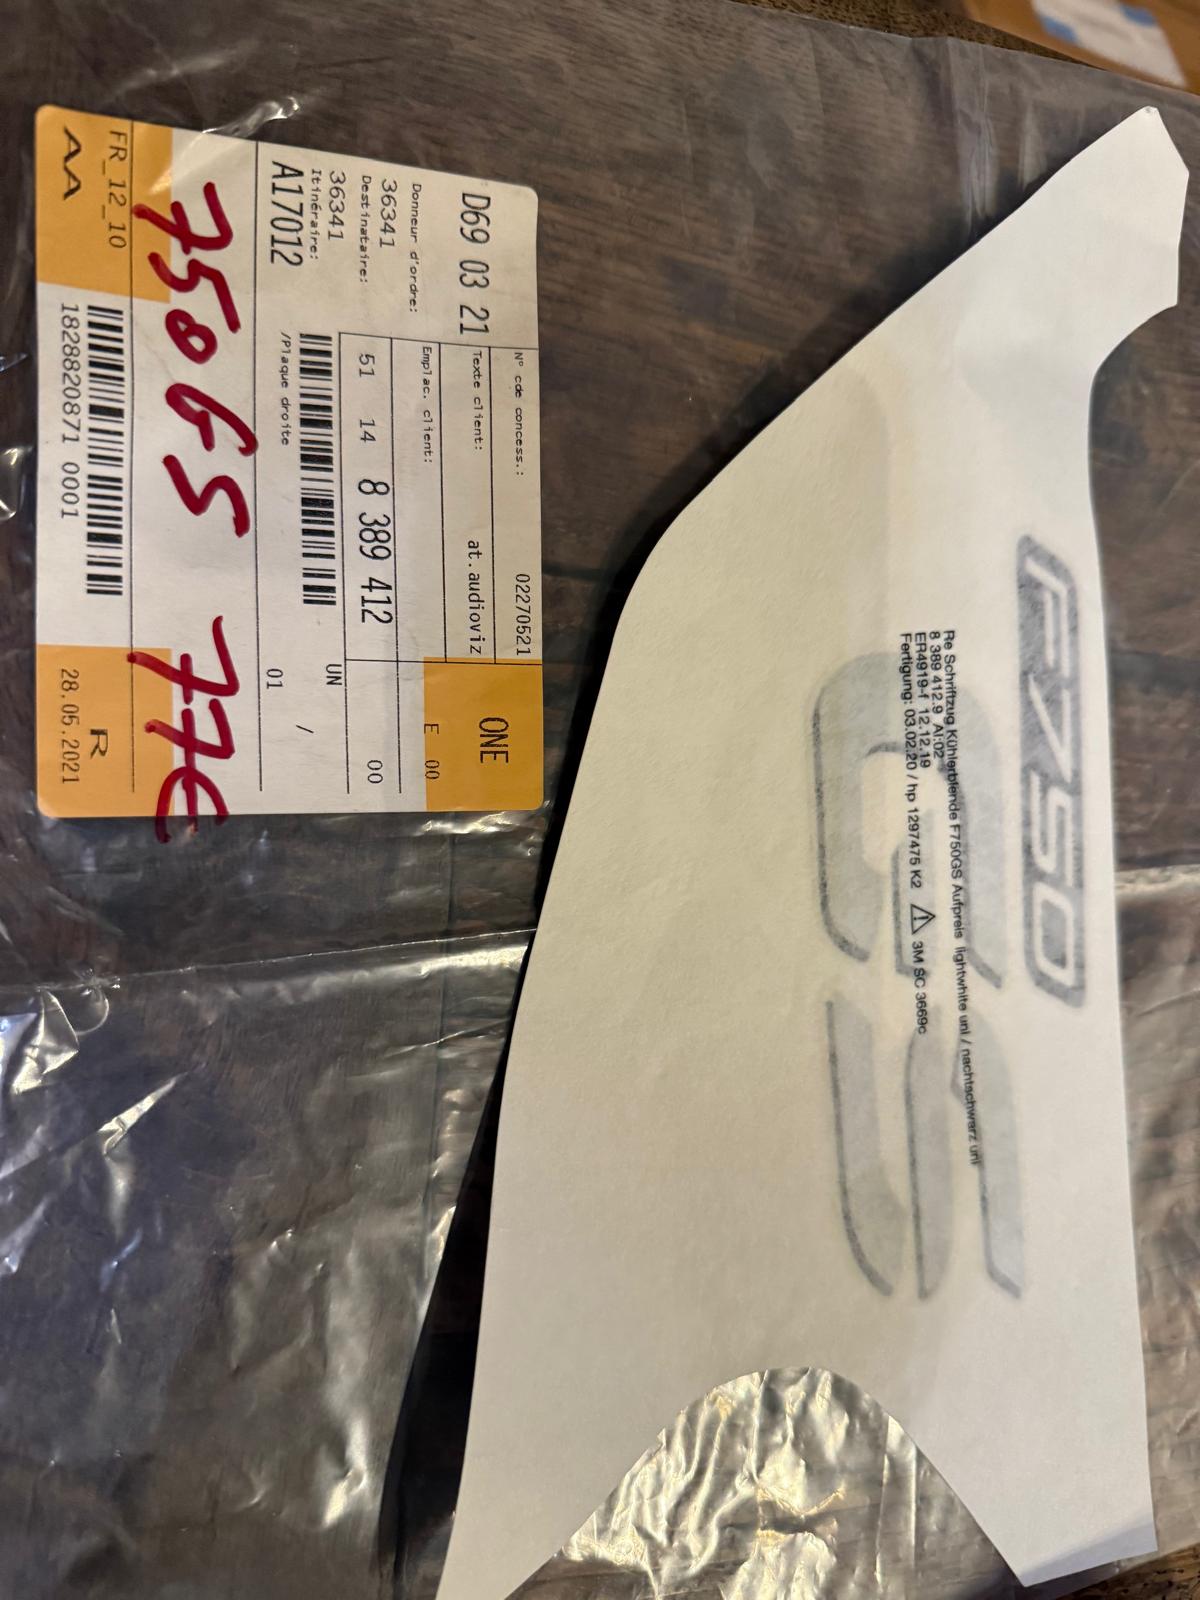 D69 03 21
N° cde concess.:
02270521
Texte client:
at.audioviz
ONE
Donneur d'ordre:
36341
Emplac. client:
E 00
Destinataire:
36341
51 14 8 389 412
00
Itinéraire:
A17012
UN
/Plaque droite
01 /
750GS 77€
FR_12_10
AA
1828820871 0001
R
28.05.2021
F750
GS
Re Schriftzug Kühlerblende F750GS Aufpreis lightwhite uni / nachtschwarz uni
8 389 412.9 AI:02
ER4919-f 12.12.19
Fertigung: 03.02.20 / hp 1297475 K2 ⚠ 3M SC 3669c